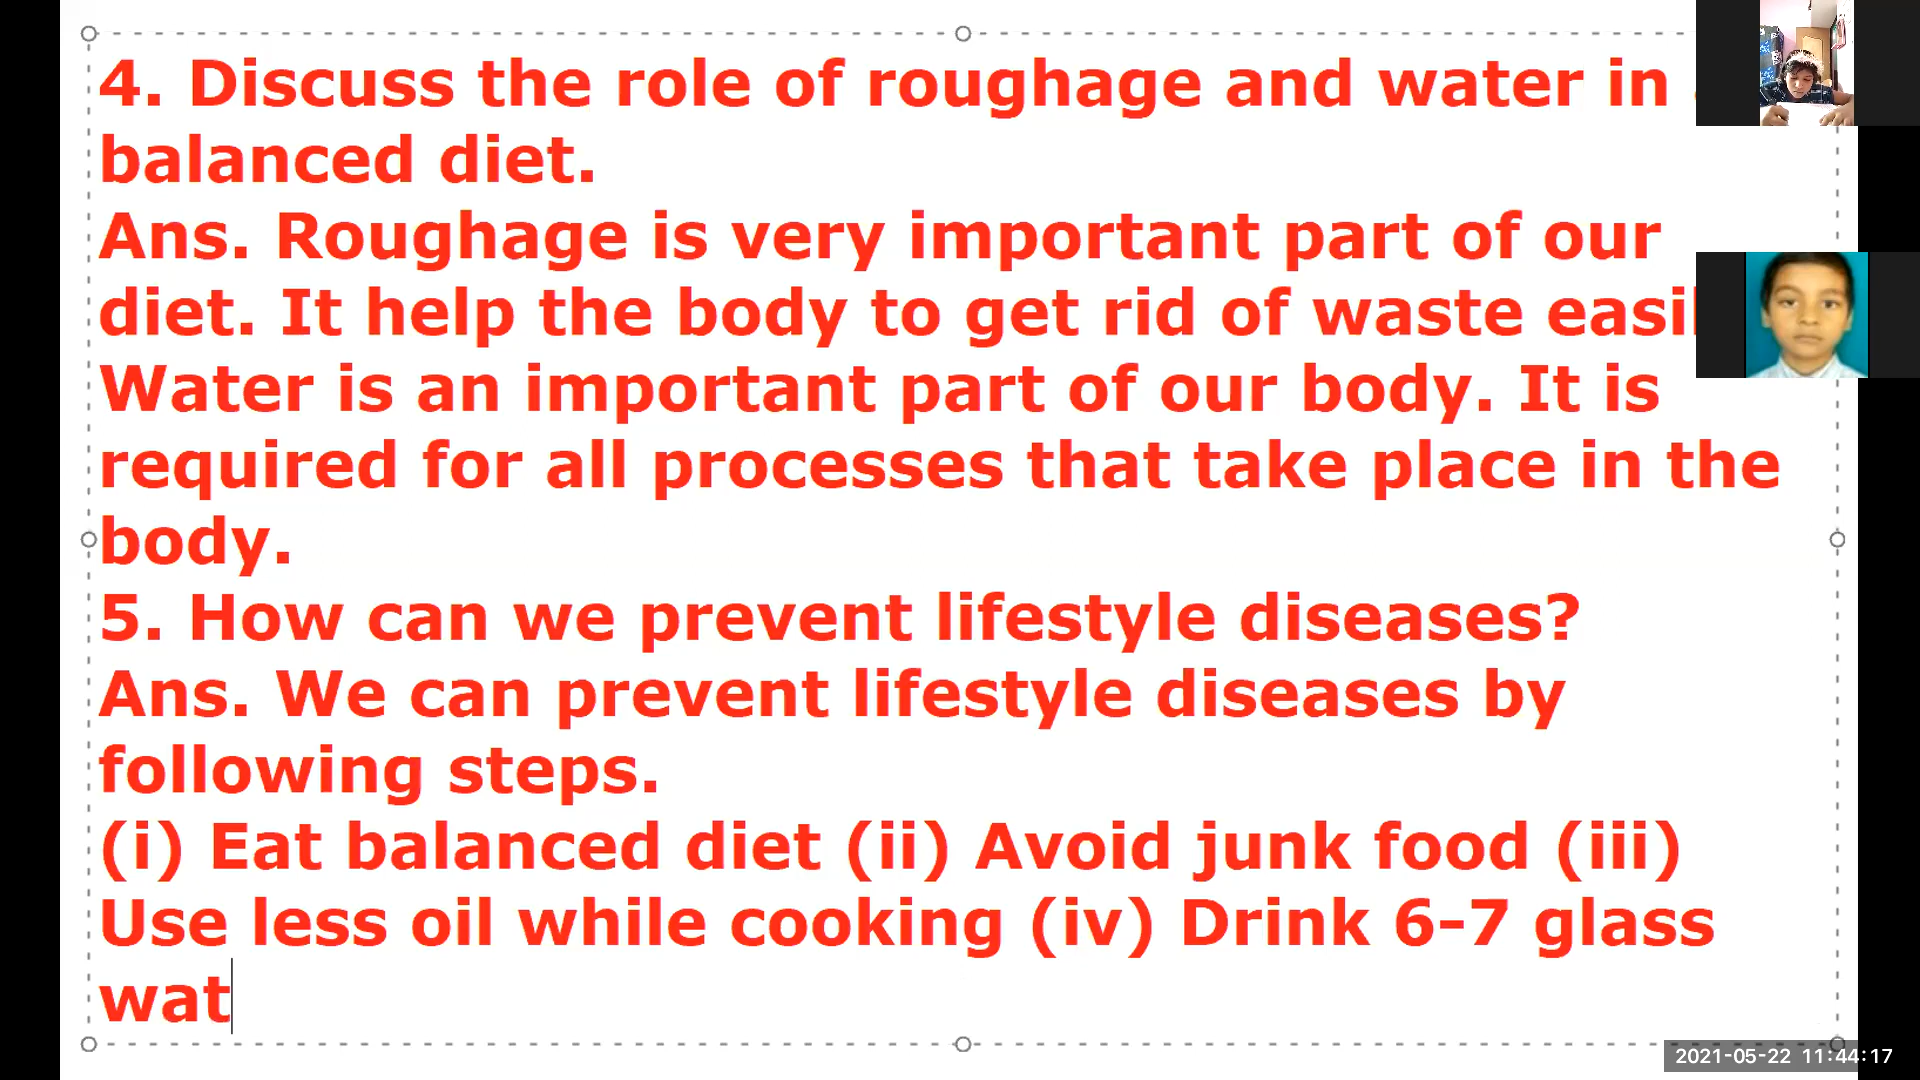 4. Discuss the role of roughage and water in
balanced diet.
Ans. Roughage is very important part of our
diet. It help the body to get rid of waste
Water is an important part of our body. It is
required for all processes that take place in the
body.
5. How can we prevent lifestyle diseases?
Ans. We can prevent lifestyle diseases by
following steps.
(i) Eat balanced diet (ii) Avoid junk food (iii)
Use less oil while cooking (iv) Drink 6-7 glass
wat
2021-05-22 11:44:17